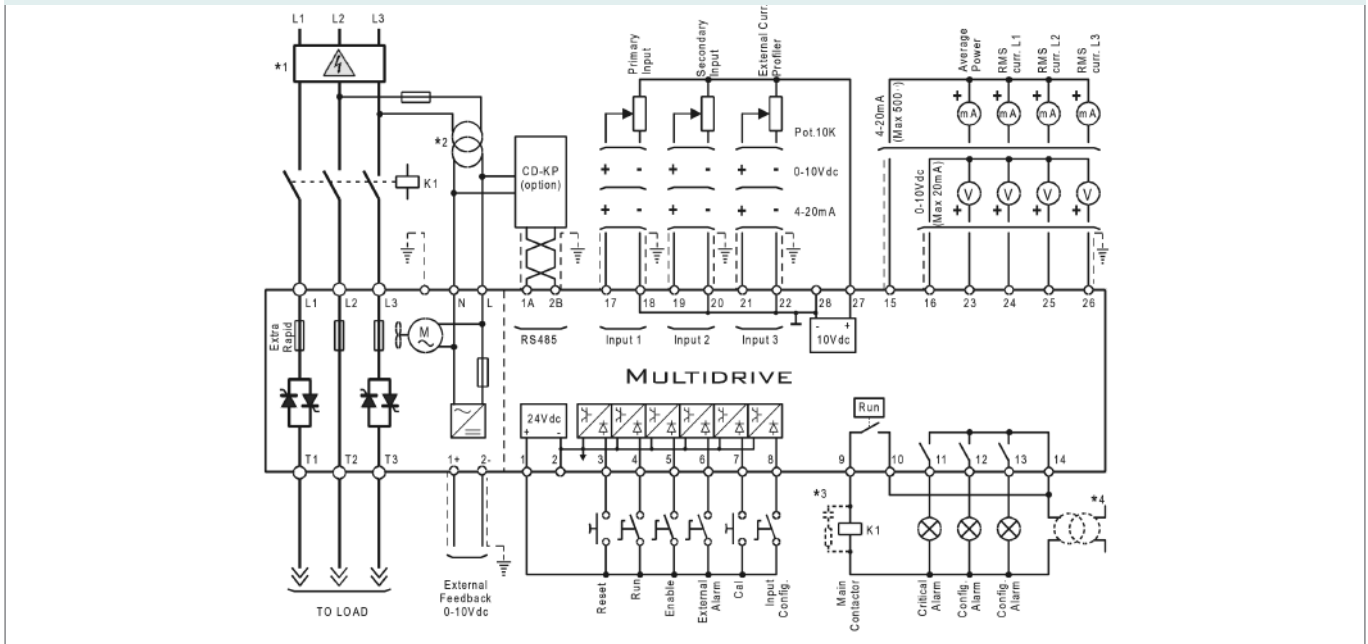 L1 L2 L3
*1
*2
K1
CD-KP
(option)
Primary
Input
Secondary
Input
External Curr.
Profiler
Pot.10K
+ - + - + - 0-10Vdc
+ - + - + - 4-20mA
Average
Power
RMS
curr. L1
RMS
curr. L2
RMS
curr. L3
4-20mA
+ + + +
mA mA mA mA
0-10Vdc
(Max 20mA)
V V V V
+ + + +
L1 L2 L3 N L 1A 2B 17 18 19 20 21 22 28 27 15 16 23 24 25 26
Extra
Rapid
M
RS485 Input 1 Input 2 Input 3
- +
10Vdc
MULTIDRIVE
24Vdc
+ -
Run
T1 T2 T3 1+ 2- 1 2 3 4 5 6 7 8 9 10 11 12 13 14
*3
K1
*4
External
Feedback
0-10Vdc
TO LOAD
Reset
Run
Enable
External
Alarm
Cal
Input
Config.
Main
Contactor
Critical
Alarm
Config.
Alarm
Config.
Alarm